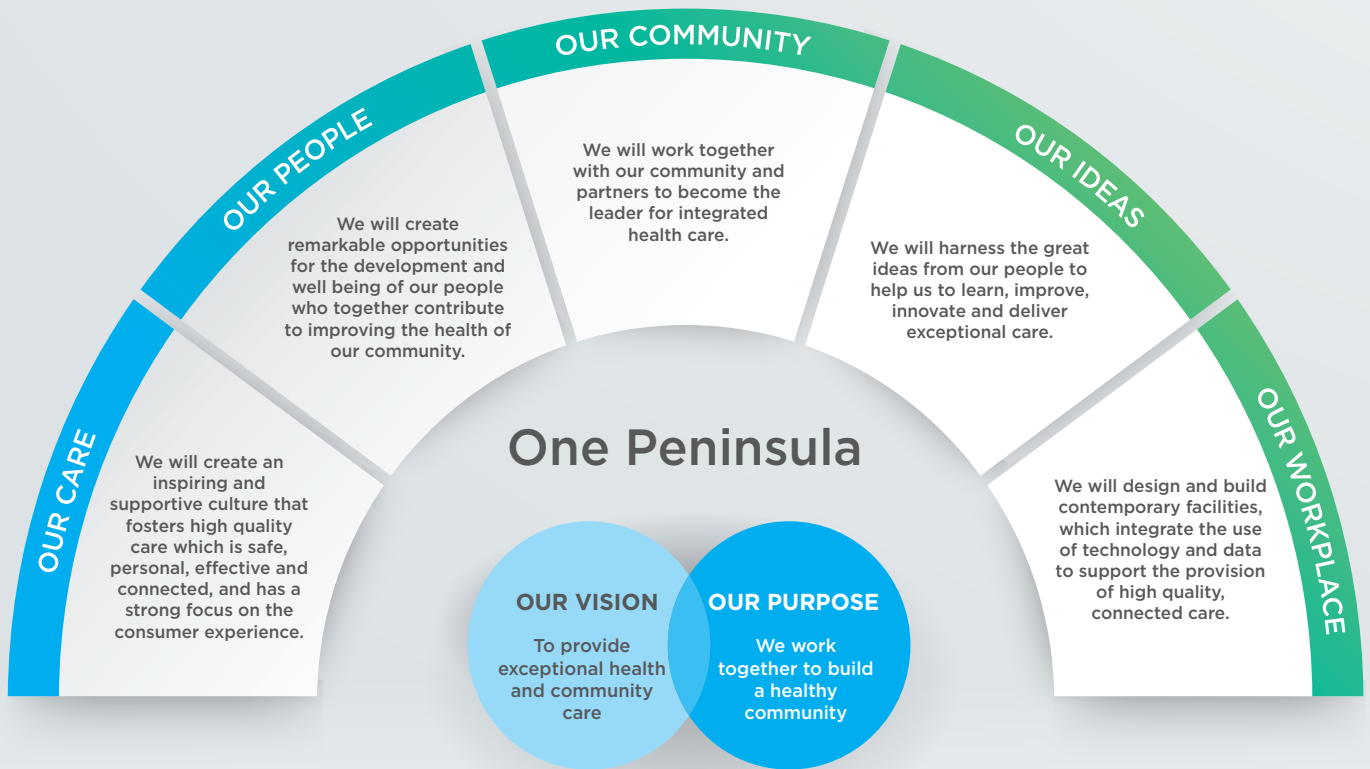 OUR CARE
We will create an
inspiring and
supportive culture that
fosters high quality
care which is safe,
personal, effective and
connected, and has a
strong focus on the
consumer experience.
OUR PEOPLE
We will create
remarkable opportunities
for the development and
well being of our people
who together contribute
to improving the health of
our community.
OUR COMMUNITY
We will work together
with our community and
partners to become the
leader for integrated
health care.
OUR IDEAS
We will harness the great
ideas from our people to
help us to learn, improve,
innovate and deliver
exceptional care.
OUR WORKPLACE
We will design and build
contemporary facilities,
which integrate the use
of technology and data
to support the provision
of high quality,
connected care.
One Peninsula
OUR VISION
To provide
exceptional health
and community
care
OUR PURPOSE
We work
together to build
a healthy
community